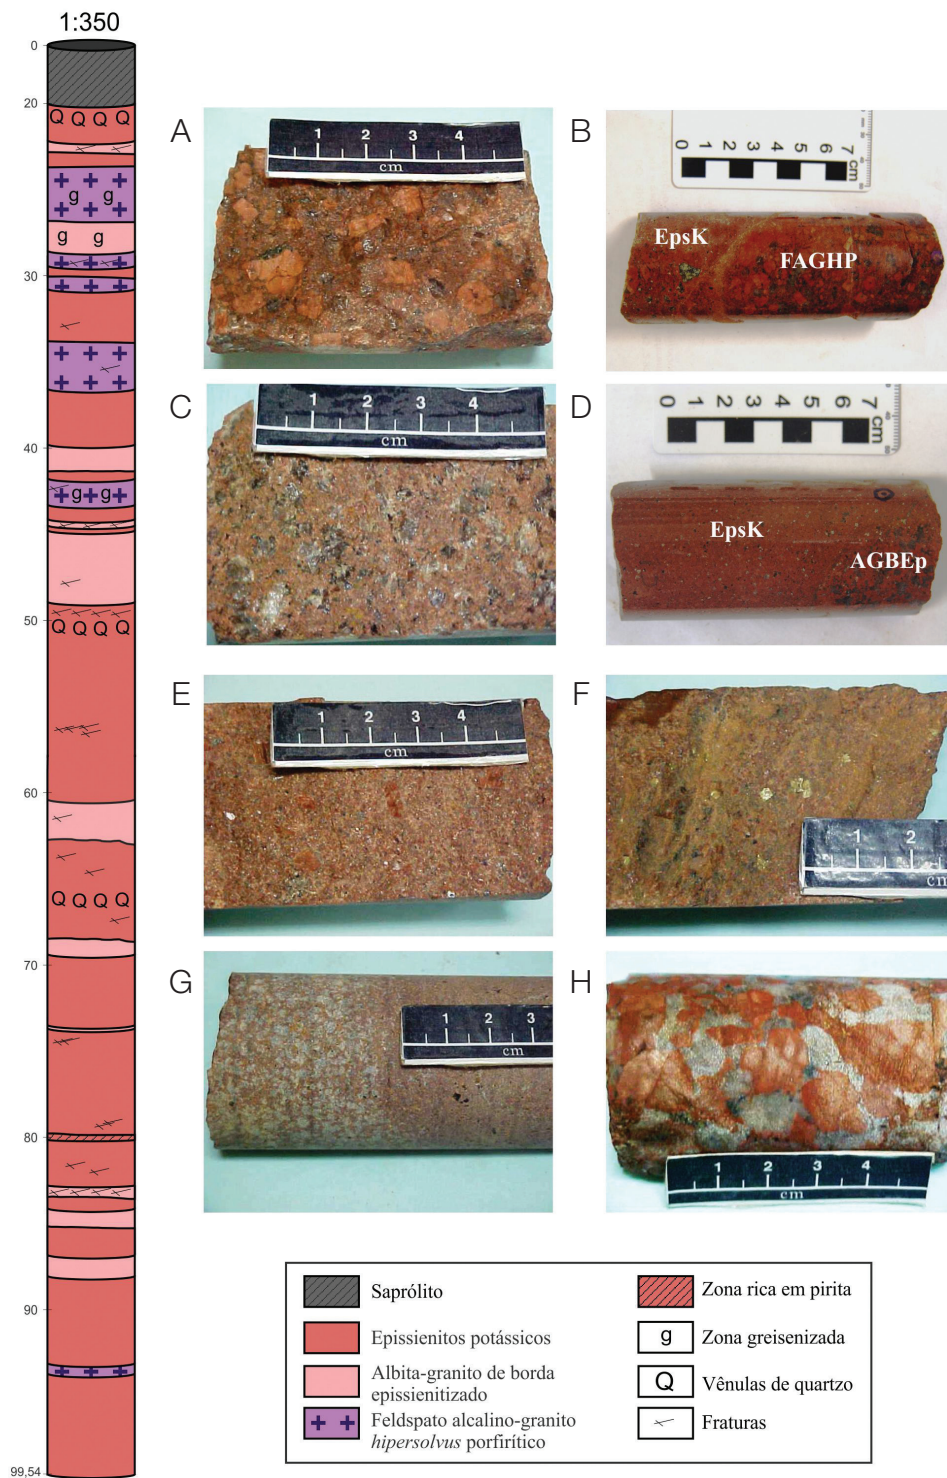 1:350
0
20
30
40
50
60
70
80
90
99,54
Q Q Q Q
g g
g g
g g
Q Q Q Q
Q Q Q Q
A
1 2 3 4
cm
B
0 1 2 3 4 5 6 7 cm
EpsK
FAGHP
C
1 2 3 4
cm
D
0 1 2 3 4 5 6 7 cm
EpsK
AGBEp
E
1 2 3 4
cm
F
1 2
cm
G
1 2 3
cm
H
1 2 3 4
cm
Saprólito
Epissienitos potássicos
Albita-granito de borda
epissienitizado
Feldspato alcalino-granito
hipersolvus porfirítico
Zona rica em pirita
g Zona greisenizada
Q Vênulas de quartzo
Fraturas